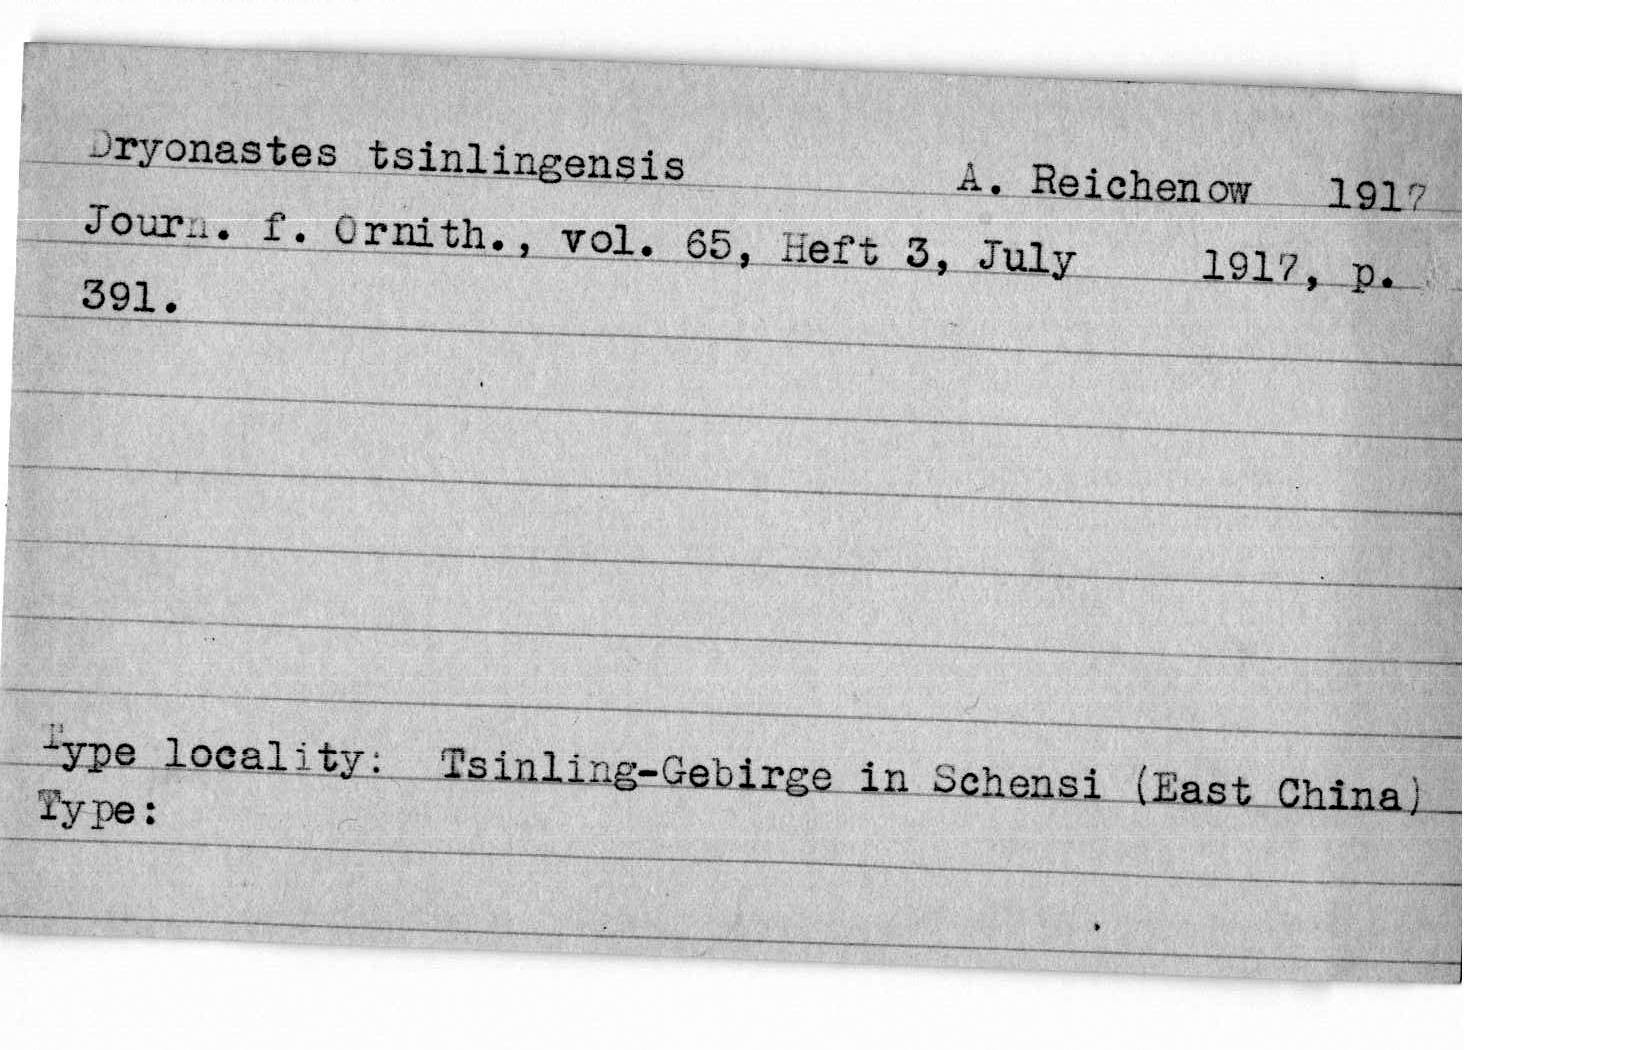 Dryonastes tsinlingensis A. Reichenow 1917
Journ. f. Ornith., vol. 65, Heft 3, July 1917, p.
391.
Type locality: Tsinling-Gebirge in Schensi (East China)
Type: